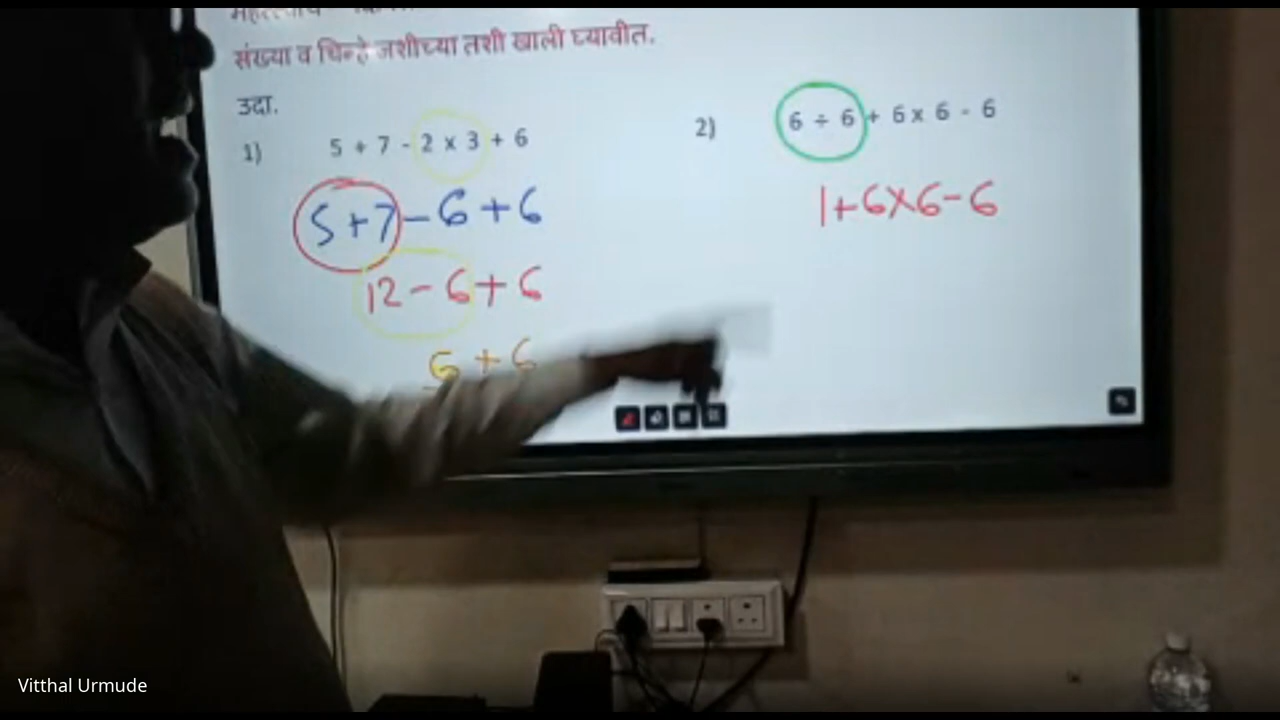 संख्या व चिन्हे जशीच्या तशी खाली घ्यावीत.
उदा.
1) 5 + 7 - 2 x 3 + 6
5+7-6+6
12-6+6
6+6
2) 6 ÷ 6 + 6 x 6 - 6
1+6x6-6
Vitthal Urmude